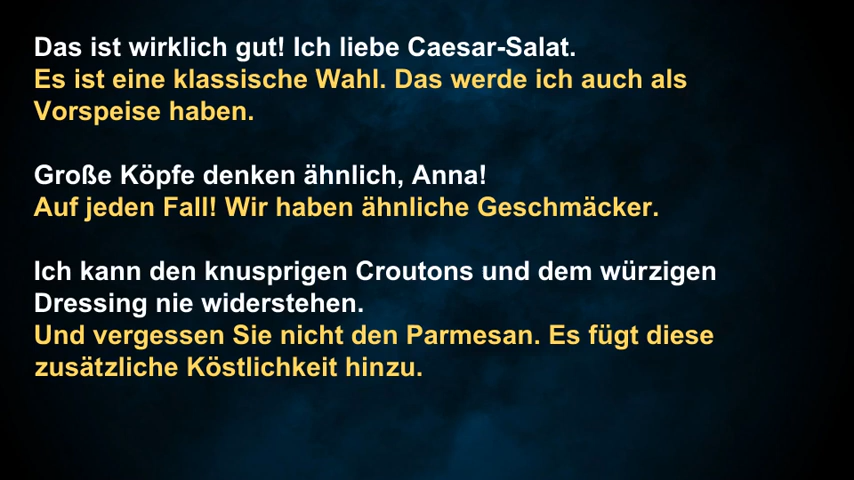 Das ist wirklich gut! Ich liebe Caesar-Salat.
Es ist eine klassische Wahl. Das werde ich auch als
Vorspeise haben.
Große Köpfe denken ähnlich, Anna!
Auf jeden Fall! Wir haben ähnliche Geschmäcker.
Ich kann den knusprigen Croutons und dem würzigen
Dressing nie widerstehen.
Und vergessen Sie nicht den Parmesan. Es fügt diese
zusätzliche Köstlichkeit hinzu.